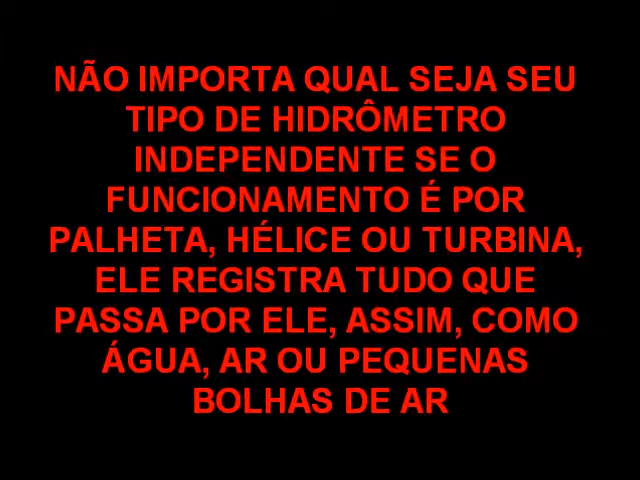 NÃO IMPORTA QUAL SEJA SEU
TIPO DE HIDRÔMETRO
INDEPENDENTE SE O
FUNCIONAMENTO É POR
PALHETA, HÉLICE OU TURBINA,
ELE REGISTRA TUDO QUE
PASSA POR ELE, ASSIM, COMO
ÁGUA, AR OU PEQUENAS
BOLHAS DE AR